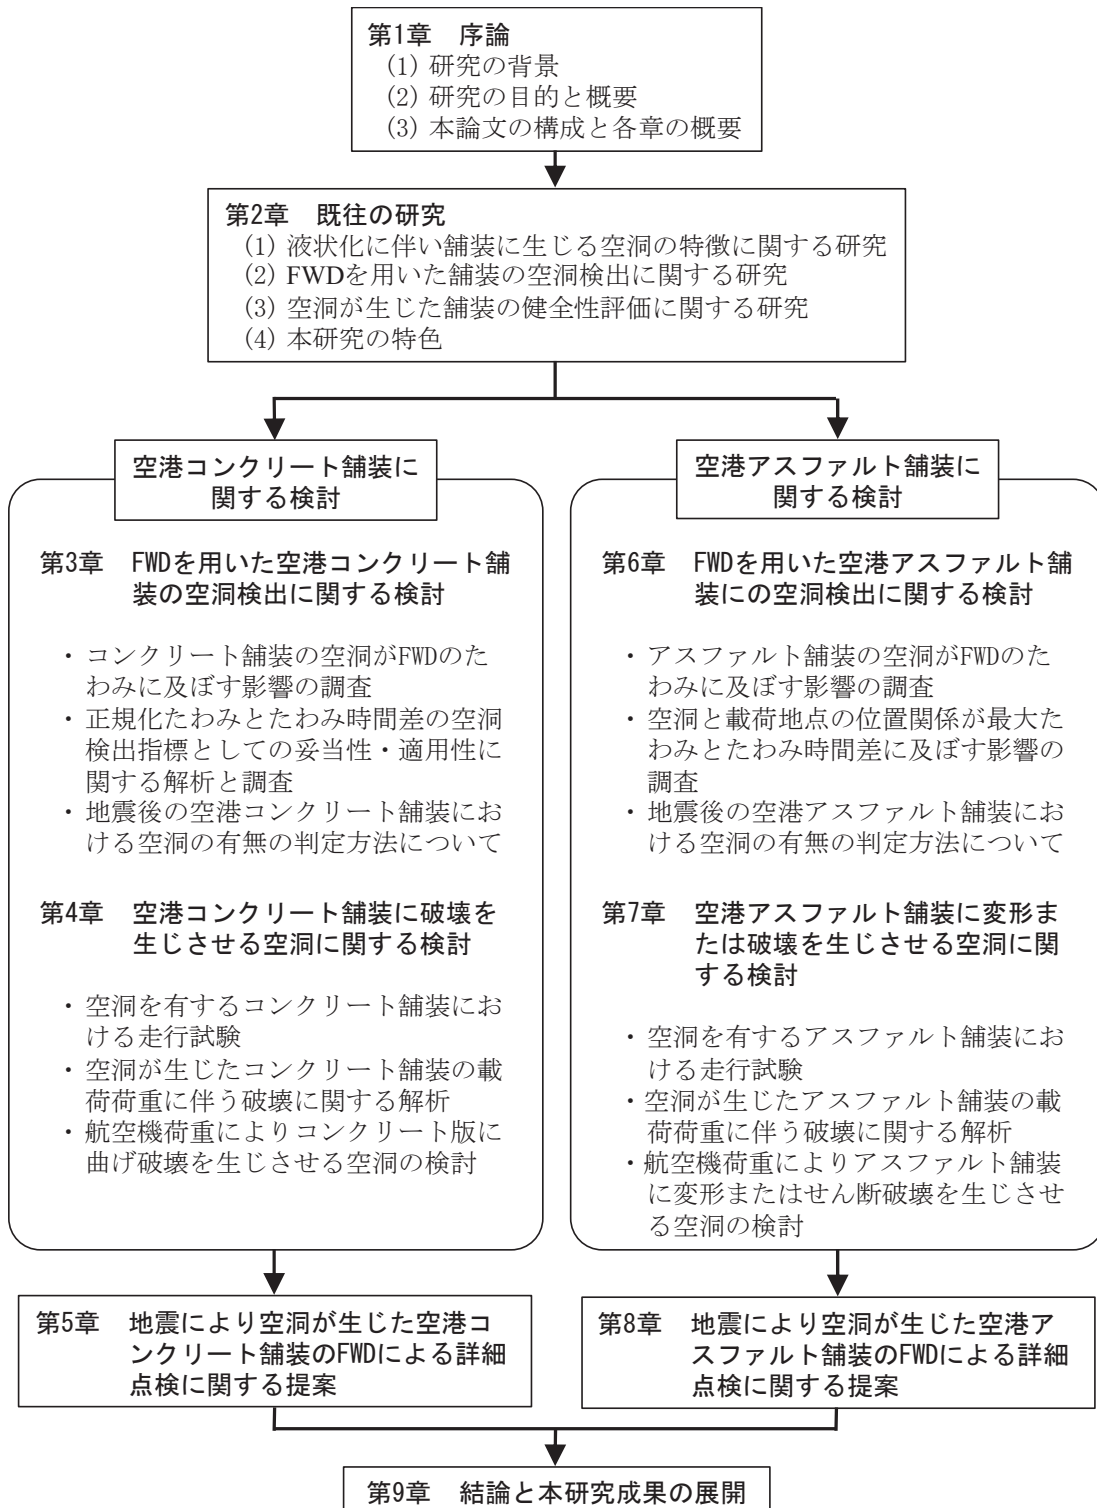 第1章 序論
(1) 研究の背景
(2) 研究の目的と概要
(3) 本論文の構成と各章の概要
第2章 既往の研究
(1) 液状化に伴い舗装に生じる空洞の特徴に関する研究
(2) FWDを用いた舗装の空洞検出に関する研究
(3) 空洞が生じた舗装の健全性評価に関する研究
(4) 本研究の特色
空港コンクリート舗装に
関する検討
第3章 FWDを用いた空港コンクリート舗
装の空洞検出に関する検討
・コンクリート舗装の空洞がFWDのた
わみに及ぼす影響の調査
・正規化たわみとたわみ時間差の空洞
検出指標としての妥当性・適用性に
関する解析と調査
・地震後の空港コンクリート舗装にお
ける空洞の有無の判定方法について
第4章 空港コンクリート舗装に破壊を
生じさせる空洞に関する検討
・空洞を有するコンクリート舗装にお
ける走行試験
・空洞が生じたコンクリート舗装の載
荷荷重に伴う破壊に関する解析
・航空機荷重によりコンクリート版に
曲げ破壊を生じさせる空洞の検討
空港アスファルト舗装に
関する検討
第6章 FWDを用いた空港アスファルト舗
装にの空洞検出に関する検討
・アスファルト舗装の空洞がFWDのた
わみに及ぼす影響の調査
・空洞と載荷地点の位置関係が最大た
わみとたわみ時間差に及ぼす影響の
調査
・地震後の空港アスファルト舗装にお
ける空洞の有無の判定方法について
第7章 空港アスファルト舗装に変形ま
たは破壊を生じさせる空洞に関
する検討
・空洞を有するアスファルト舗装にお
ける走行試験
・空洞が生じたアスファルト舗装の載
荷荷重に伴う破壊に関する解析
・航空機荷重によりアスファルト舗装
に変形またはせん断破壊を生じさせ
る空洞の検討
第5章 地震により空洞が生じた空港コ
ンクリート舗装のFWDによる詳細
点検に関する提案
第8章 地震により空洞が生じた空港ア
スファルト舗装のFWDによる詳細
点検に関する提案
第9章 結論と本研究成果の展開